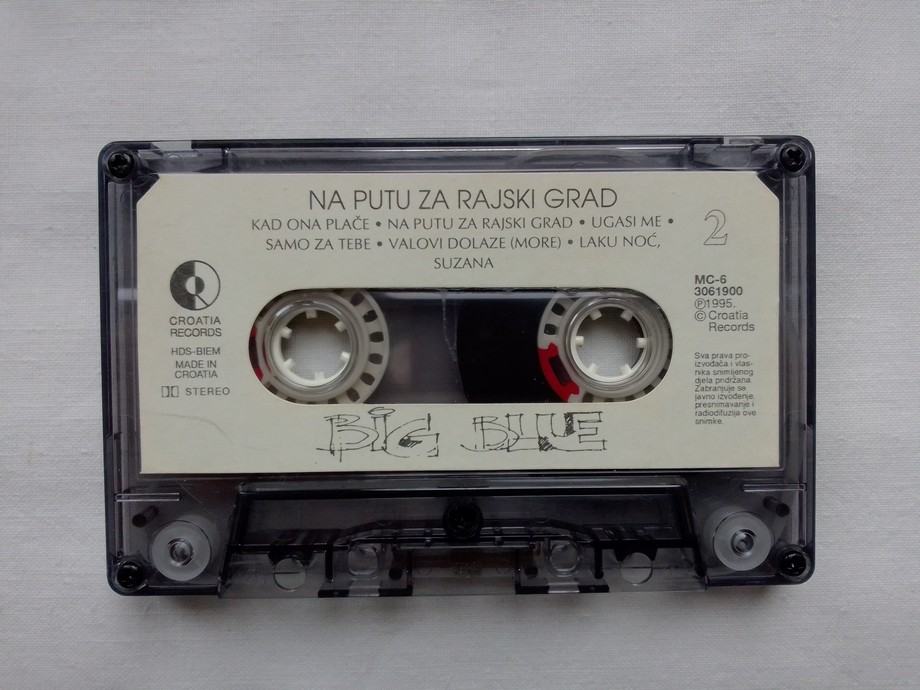 NA PUTU ZA RAJSKI GRAD
KAD ONA PLAČE • NA PUTU ZA RAJSKI GRAD • UGASI ME •
SAMO ZA TEBE • VALOVI DOLAZE (MORE) • LAKU NOĆ,
SUZANA
2
CROATIA
RECORDS
HDS-BIEM
MADE IN
CROATIA
STEREO
MC-6
3061900
Ⓟ1995.
© Croatia
Records
Sva prava pro-
izvođača i vlas-
nika snimljenog
djela pridržana.
Zabranjuje se
javno izvođenje,
presnimavanje i
radiodifuzija ove
snimke.
BIG BLUE